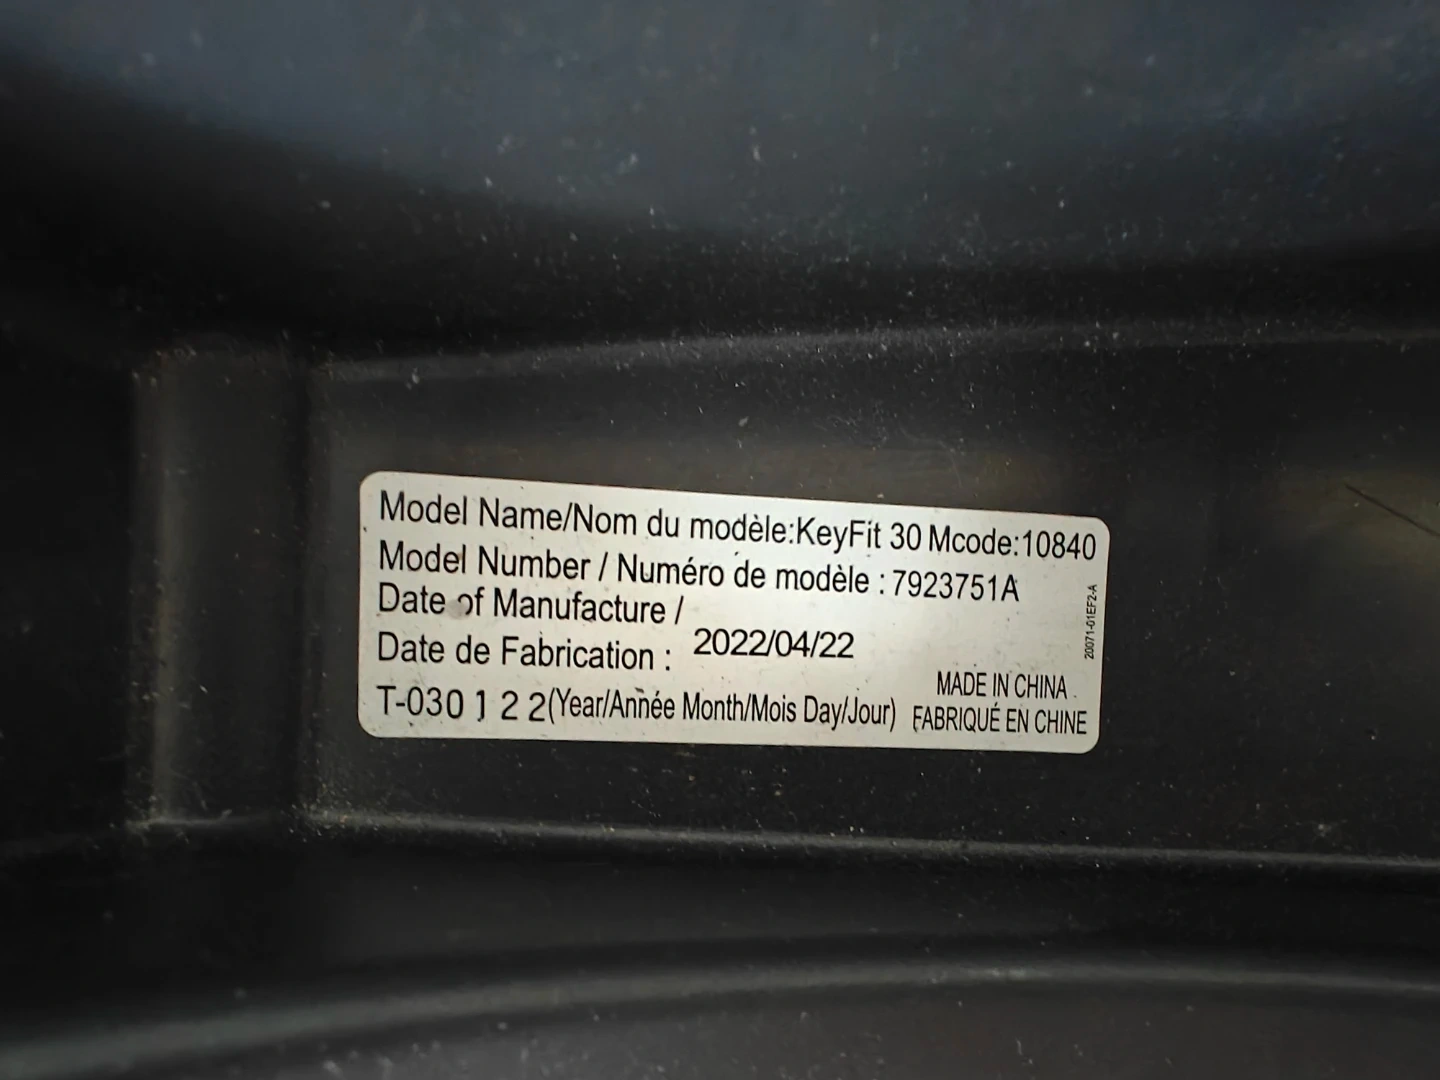 Model Name/Nom du modèle:KeyFit 30 Mcode:10840
Model Number / Numéro de modèle : 7923751A
Date of Manufacture /
Date de Fabrication : 2022/04/22
T-030 1 2 2(Year/Année Month/Mois Day/Jour)
MADE IN CHINA
FABRIQUÉ EN CHINE
20071-01EF2-A